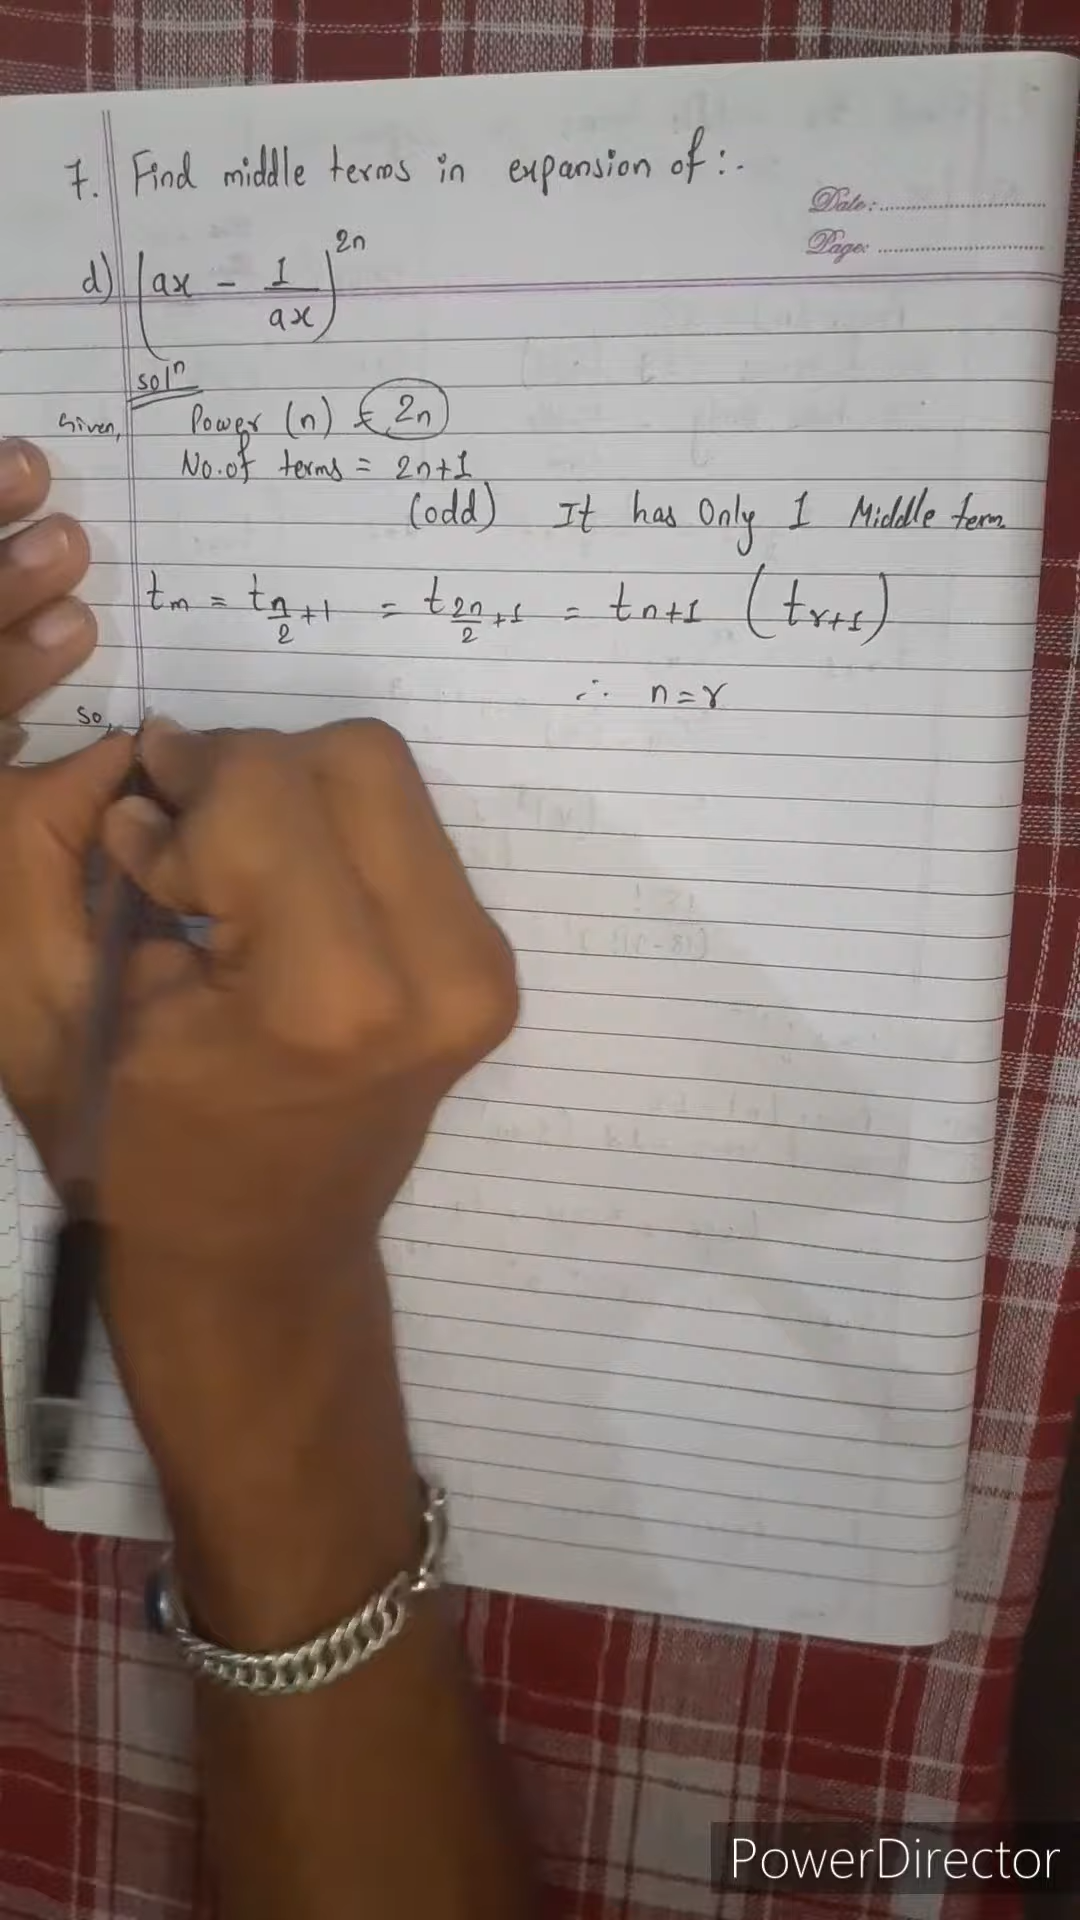 7. Find middle terms in expansion of :-
Date:
Page:
d) (ax - 1/ax)^2n
solⁿ
Given, Power (n) = 2n
No. of terms = 2n+1
(odd) It has Only 1 Middle term.
tm = tn/2+1 = t2n/2+1 = tn+1 (tr+1)
∴ n = r
so,
PowerDirector